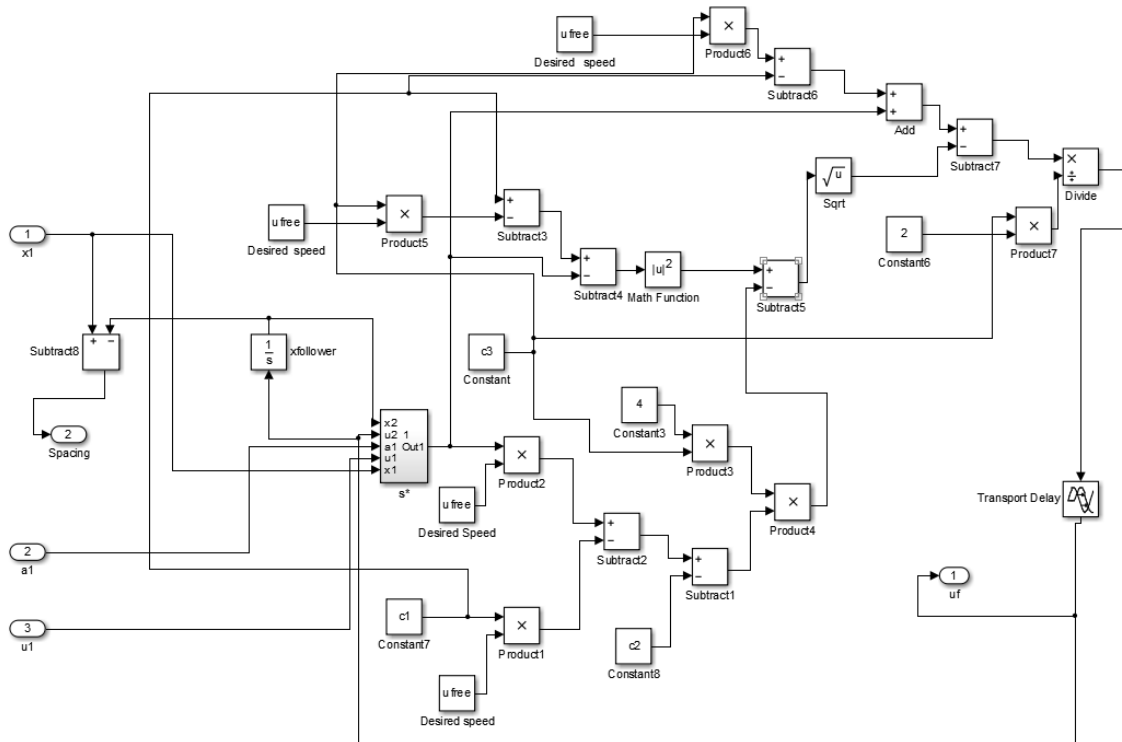 u free
Desired speed
×
Product6
+
−
Subtract6
+
+
Add
+
−
Subtract7
×
÷
Divide
√u
Sqrt
u free
Desired speed
×
Product5
+
−
Subtract3
+
−
Subtract4
|u|²
Math Function
+
−
Subtract5
2
Constant6
×
Product7
1
x1
+ −
Subtract8
1
s
xfollower
c3
Constant
2
Spacing
x2
u2
a1
u1
x1
1
Out1
s*
4
Constant3
×
Product3
×
Product2
u free
Desired Speed
×
Product4
Transport Delay
+
−
Subtract2
+
−
Subtract1
2
a1
1
uf
c1
Constant7
×
Product1
3
u1
c2
Constant8
u free
Desired speed